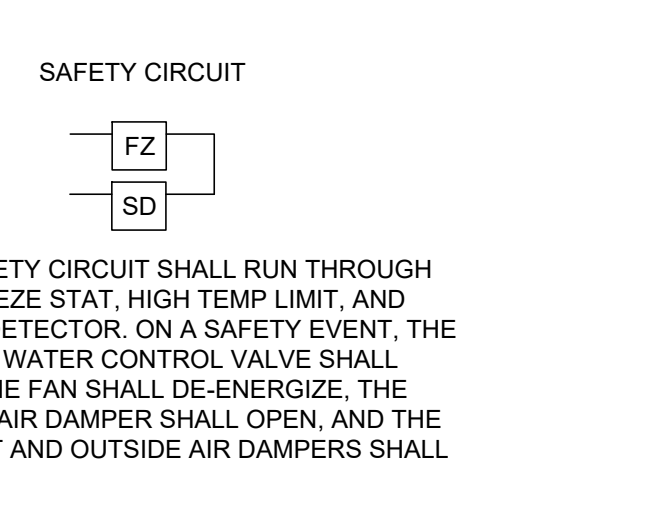 SAFETY CIRCUIT
FZ
SD
ETY CIRCUIT SHALL RUN THROUGH
EZE STAT, HIGH TEMP LIMIT, AND
ETECTOR. ON A SAFETY EVENT, THE
WATER CONTROL VALVE SHALL
E FAN SHALL DE-ENERGIZE, THE
AIR DAMPER SHALL OPEN, AND THE
T AND OUTSIDE AIR DAMPERS SHALL